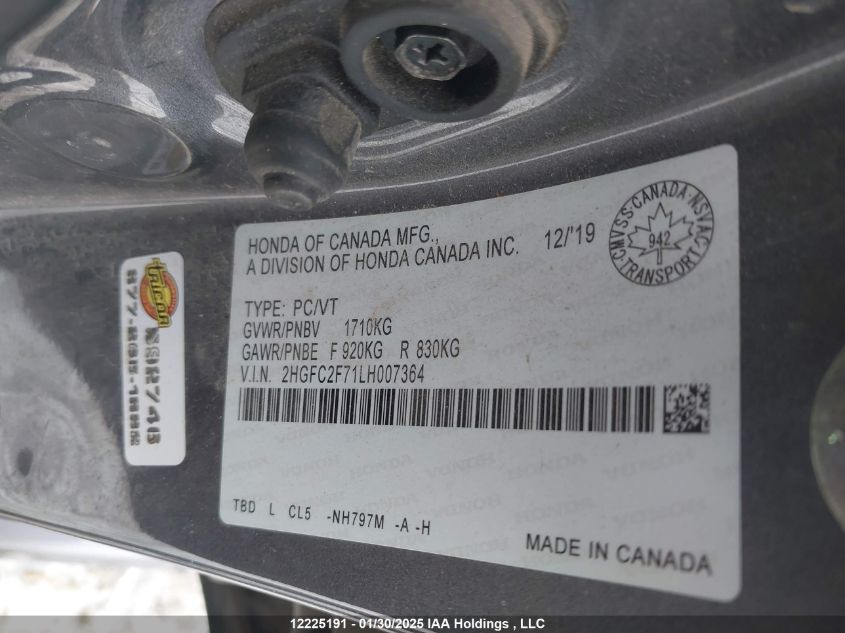 HONDA OF CANADA MFG.,
A DIVISION OF HONDA CANADA INC. 12/'19
CMVSS·CANADA·NSVAC·TRANSPORT·
942
TYPE: PC/VT
GVWR/PNBV 1710KG
GAWR/PNBE F 920KG R 830KG
V.I.N. 2HGFC2F71LH007364
TBD L CL5 -NH797M -A -H
MADE IN CANADA
TRICAR
12225191 - 01/30/2025 IAA Holdings , LLC